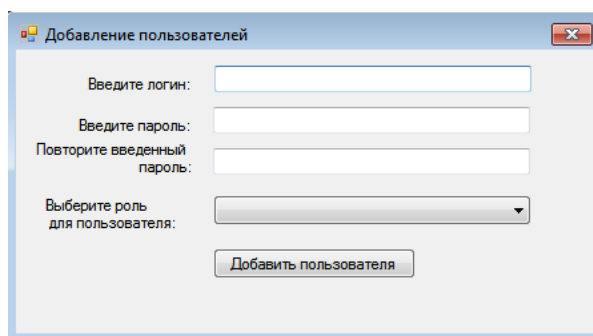 Добавление пользователей
Введите логин:
Введите пароль:
Повторите введенный
пароль:
Выберите роль
для пользователя:
Добавить пользователя